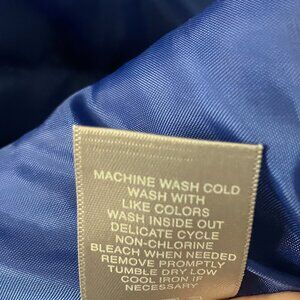 MACHINE WASH COLD
WASH WITH
LIKE COLORS
WASH INSIDE OUT
DELICATE CYCLE
NON-CHLORINE
BLEACH WHEN NEEDED
REMOVE PROMPTLY
TUMBLE DRY LOW
COOL IRON IF
NECESSARY